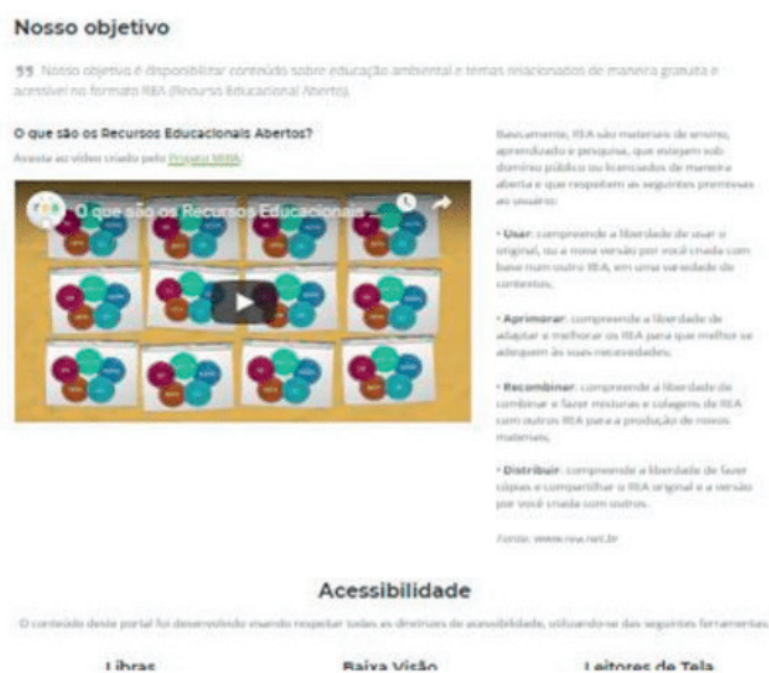 Nosso objetivo
Nosso objetivo é disponibilizar conteúdo sobre educação ambiental e temas relacionados de maneira gratuita e
acessível no formato REA (Recurso Educacional Aberto).
O que são os Recursos Educacionais Abertos?
Assista ao vídeo criado pelo Projeto MIRA:
O que são os Recursos Educacionais ...
Basicamente, REA são materiais de ensino,
aprendizado e pesquisa, que estejam sob
domínio público ou licenciados de maneira
aberta e que respeitem as seguintes premissas
ao usuário:
• Usar: compreende a liberdade de usar o
original, ou a nova versão por você criada com
base num outro REA, em uma variedade de
contextos;
• Aprimorar: compreende a liberdade de
adaptar e melhorar os REA para que melhor se
adequem às suas necessidades;
• Recombinar: compreende a liberdade de
combinar e fazer misturas e colagens de REA
com outros REA para a produção de novos
materiais;
• Distribuir: compreende a liberdade de fazer
cópias e compartilhar o REA original e a versão
por você criada com outros.
Fonte: www.rea.net.br
Acessibilidade
O conteúdo deste portal foi desenvolvido visando respeitar todas as diretrizes de acessibilidade, utilizando-se das seguintes ferramentas
Libras
Baixa Visão
Leitores de Tela